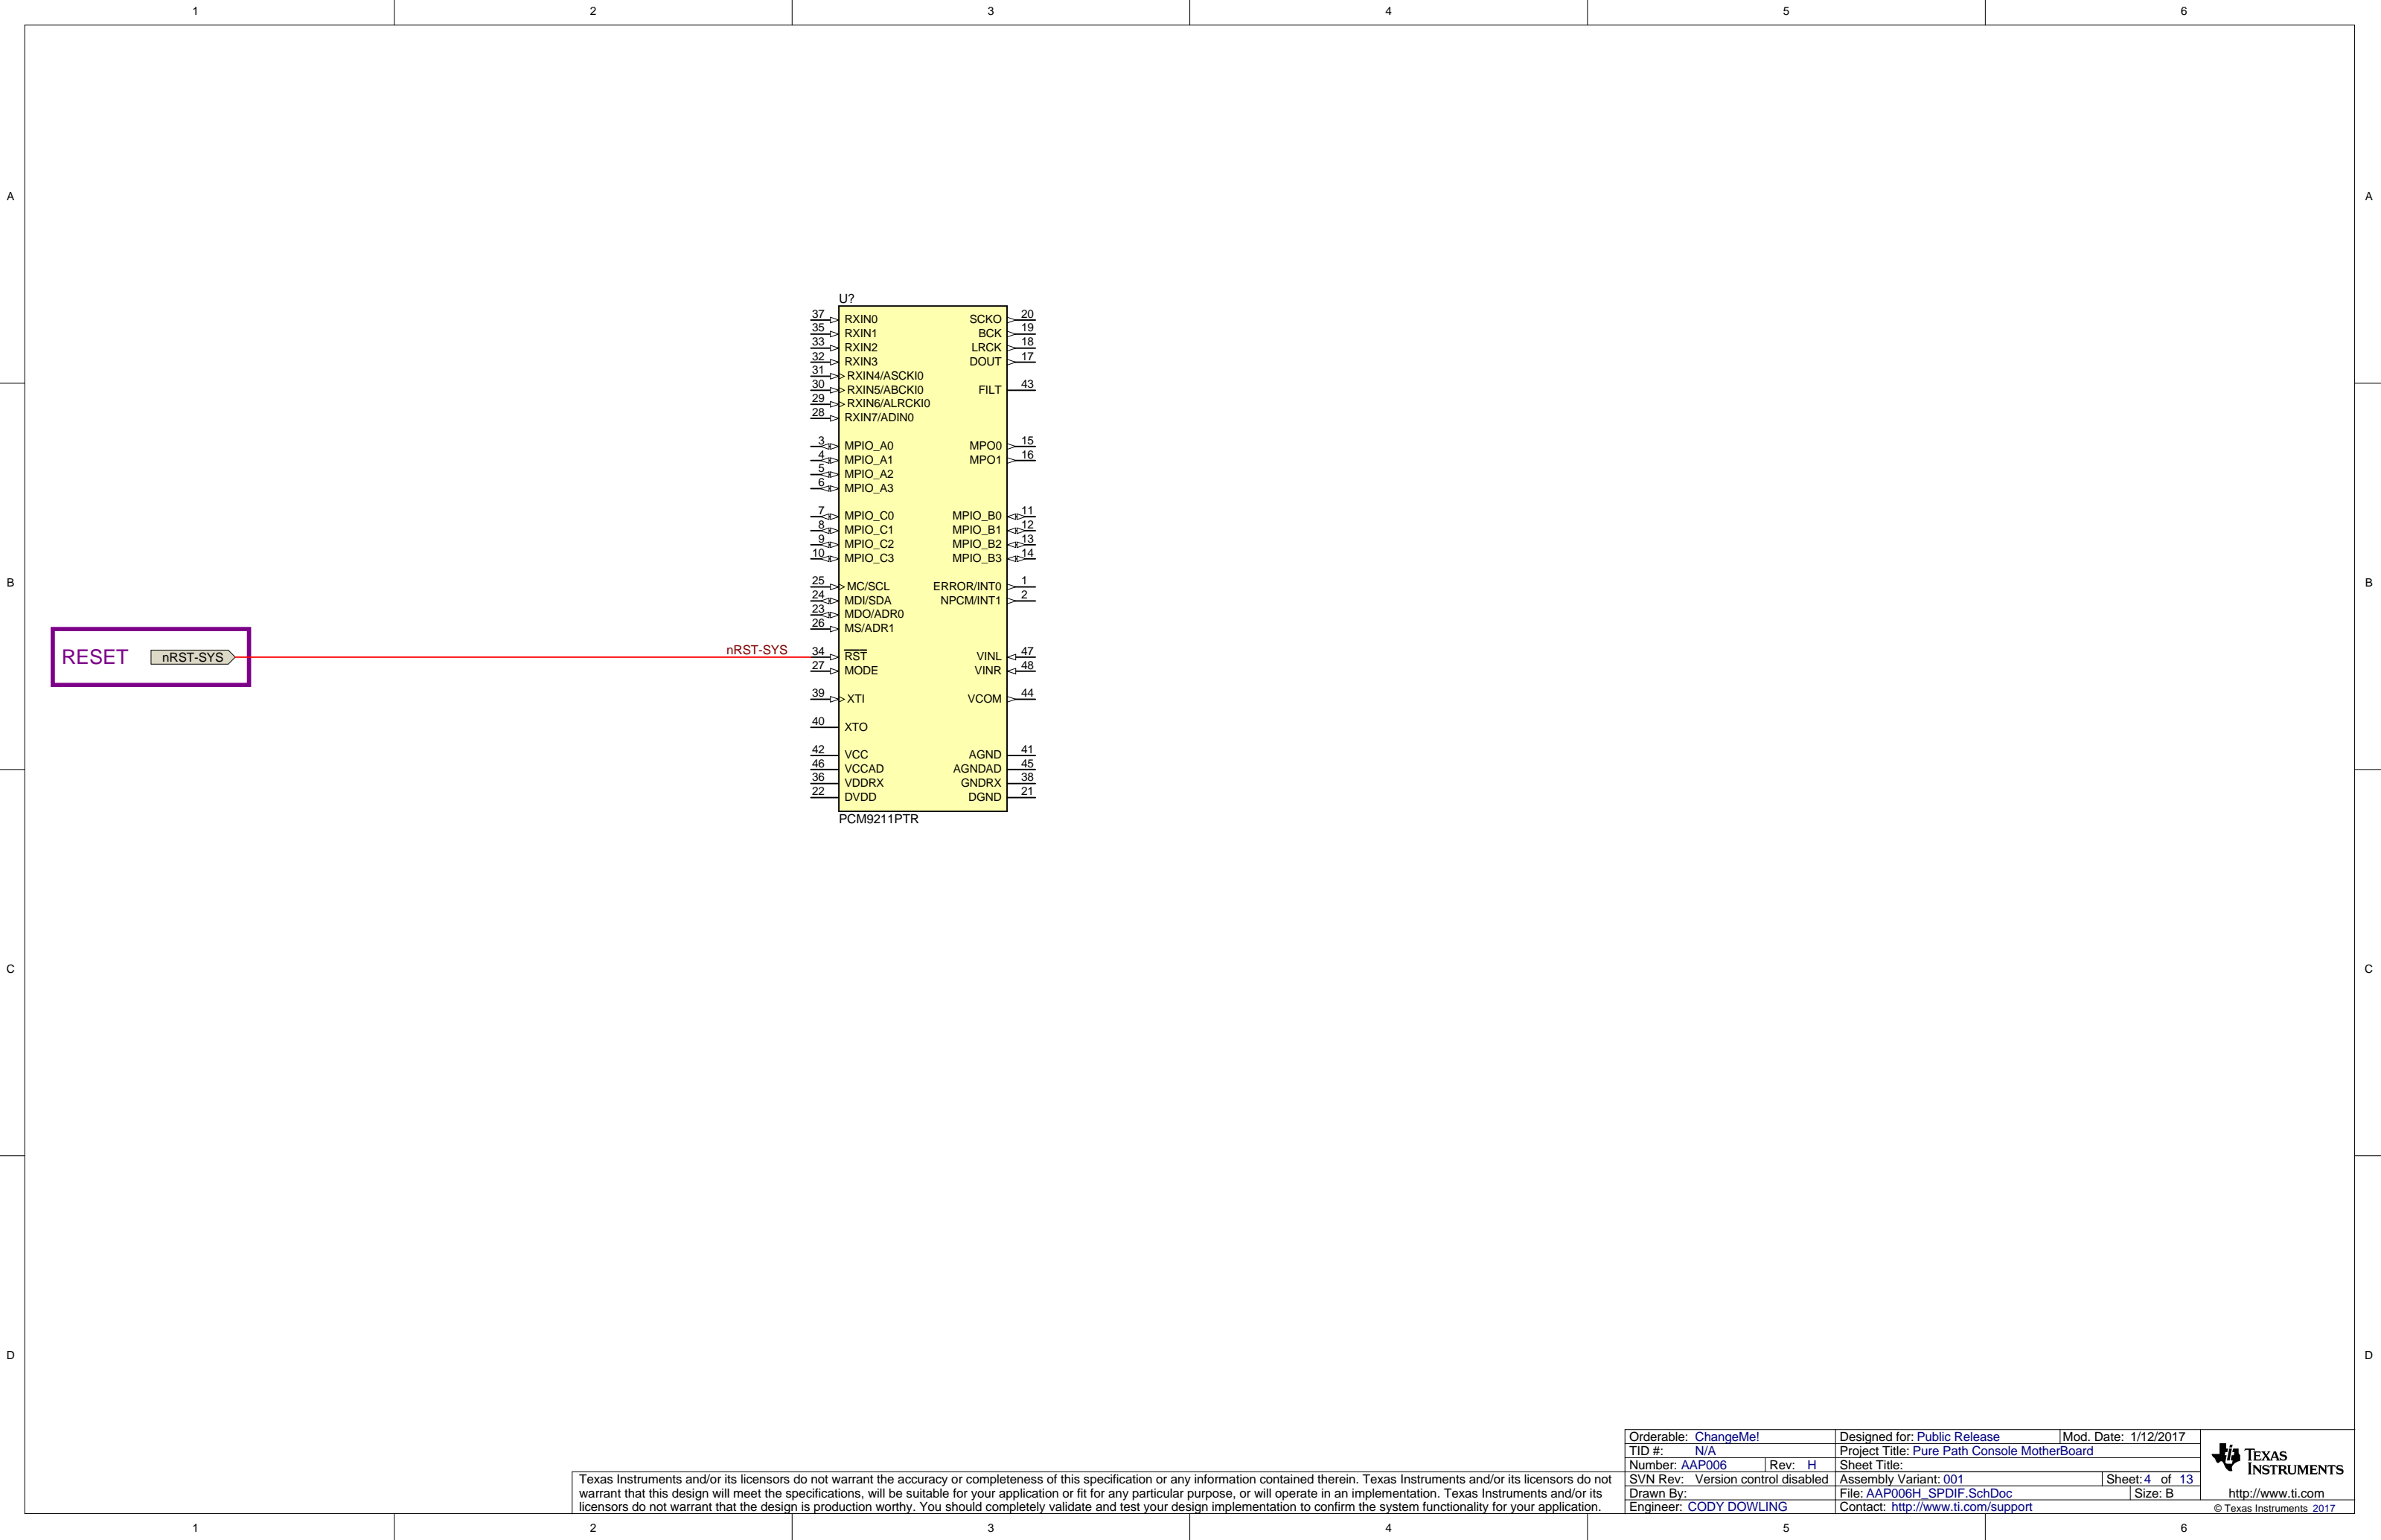 1 2 3 4 5 6
A A
U?
37 RXIN0 SCKO 20
35 RXIN1 BCK 19
33 RXIN2 LRCK 18
32 RXIN3 DOUT 17
31 RXIN4/ASCKI0
30 RXIN5/ABCKI0 FILT 43
29 RXIN6/ALRCKI0
28 RXIN7/ADIN0
3 MPIO_A0 MPO0 15
4 MPIO_A1 MPO1 16
5 MPIO_A2
6 MPIO_A3
7 MPIO_C0 MPIO_B0 11
8 MPIO_C1 MPIO_B1 12
9 MPIO_C2 MPIO_B2 13
10 MPIO_C3 MPIO_B3 14
B B
25 MC/SCL ERROR/INT0 1
24 MDI/SDA NPCM/INT1 2
23 MDO/ADR0
26 MS/ADR1
RESET nRST-SYS nRST-SYS 34 RST VINL 47
27 MODE VINR 48
39 XTI VCOM 44
40 XTO
42 VCC AGND 41
46 VCCAD AGNDAD 45
36 VDDRX GNDRX 38
22 DVDD DGND 21
PCM9211PTR
C C
D D
Texas Instruments and/or its licensors do not warrant the accuracy or completeness of this specification or any information contained therein. Texas Instruments and/or its licensors do not
warrant that this design will meet the specifications, will be suitable for your application or fit for any particular purpose, or will operate in an implementation. Texas Instruments and/or its
licensors do not warrant that the design is production worthy. You should completely validate and test your design implementation to confirm the system functionality for your application.
Orderable: ChangeMe! Designed for: Public Release Mod. Date: 1/12/2017
TID #: N/A Project Title: Pure Path Console MotherBoard
Number: AAP006 Rev: H Sheet Title:
SVN Rev: Version control disabled Assembly Variant: 001 Sheet: 4 of 13
Drawn By: File: AAP006H_SPDIF.SchDoc Size: B
Engineer: CODY DOWLING Contact: http://www.ti.com/support
TEXAS
INSTRUMENTS
http://www.ti.com
© Texas Instruments 2017
1 2 3 4 5 6